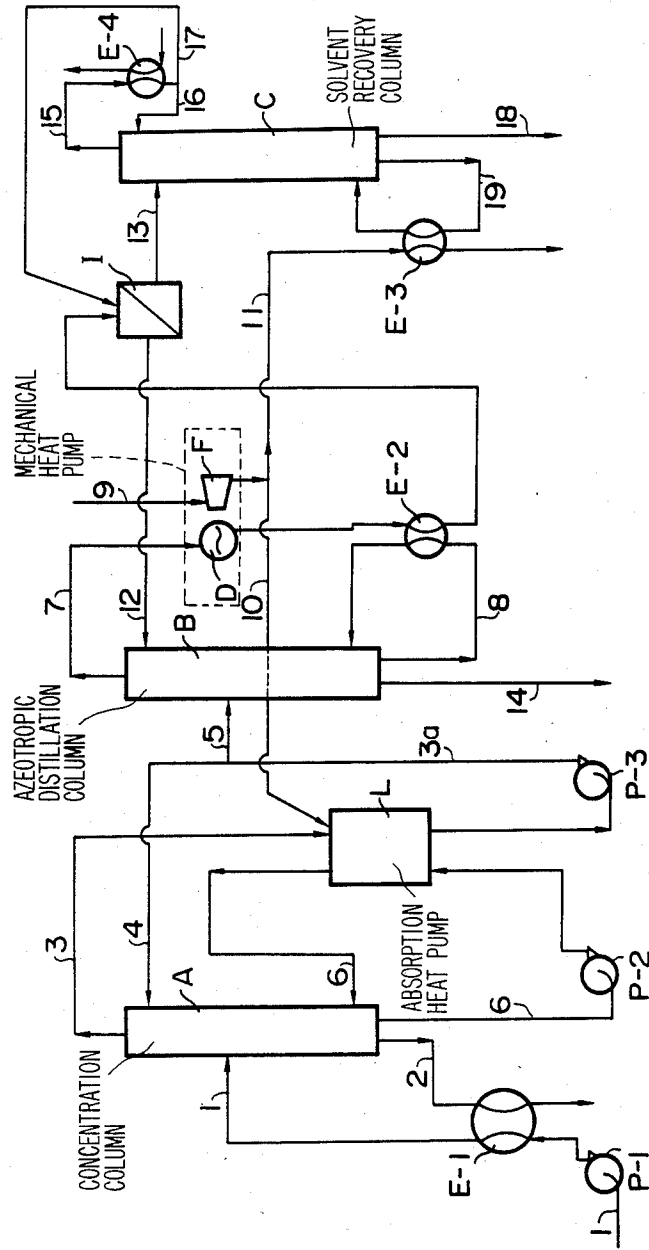 3
4
6
1
A
CONCENTRATION
COLUMN
2
6
E-1
1
P-1
P-2
ABSORPTION
HEAT PUMP
L
P-3
3a
5
AZEOTROPIC
DISTILLATION
COLUMN
B
7
12
14
8
10
D
F
9
MECHANICAL
HEAT
PUMP
E-2
11
I
13
15
E-4
17
16
C
SOLVENT
RECOVERY
COLUMN
18
19
E-3